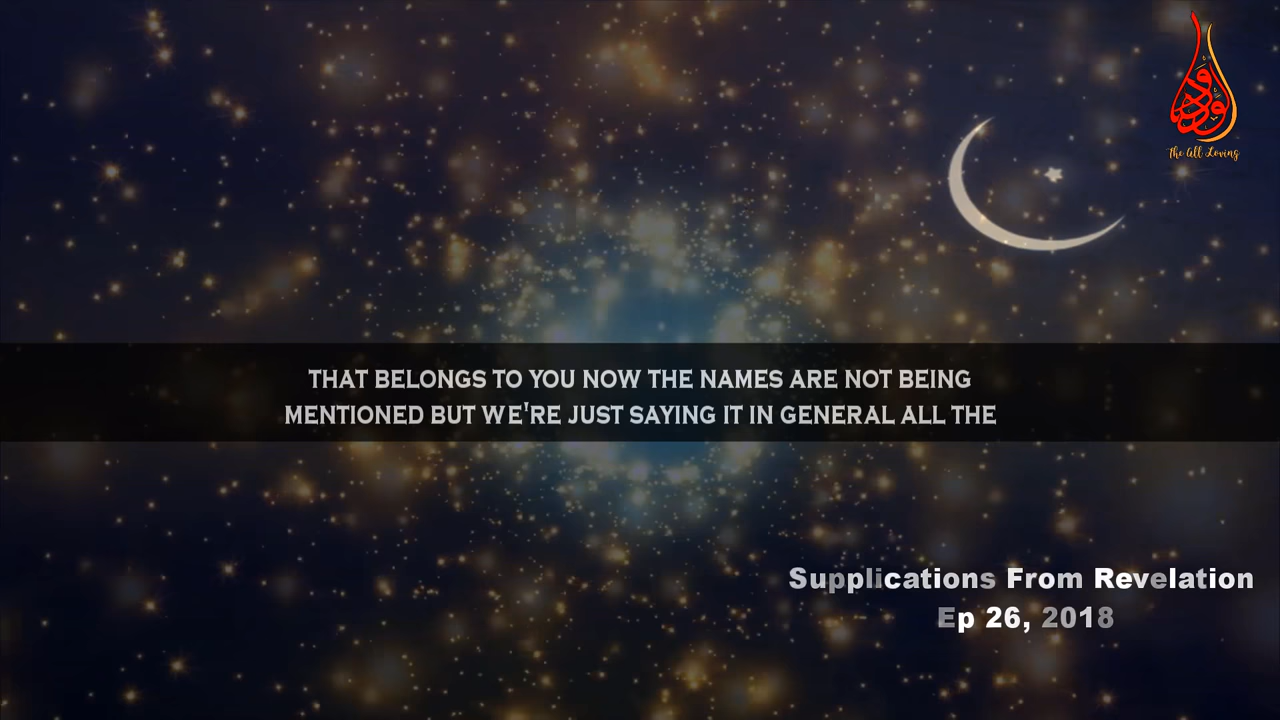 الودود
The All Loving
THAT BELONGS TO YOU NOW THE NAMES ARE NOT BEING
MENTIONED BUT WE'RE JUST SAYING IT IN GENERAL ALL THE
Supplications From Revelation
Ep 26, 2018